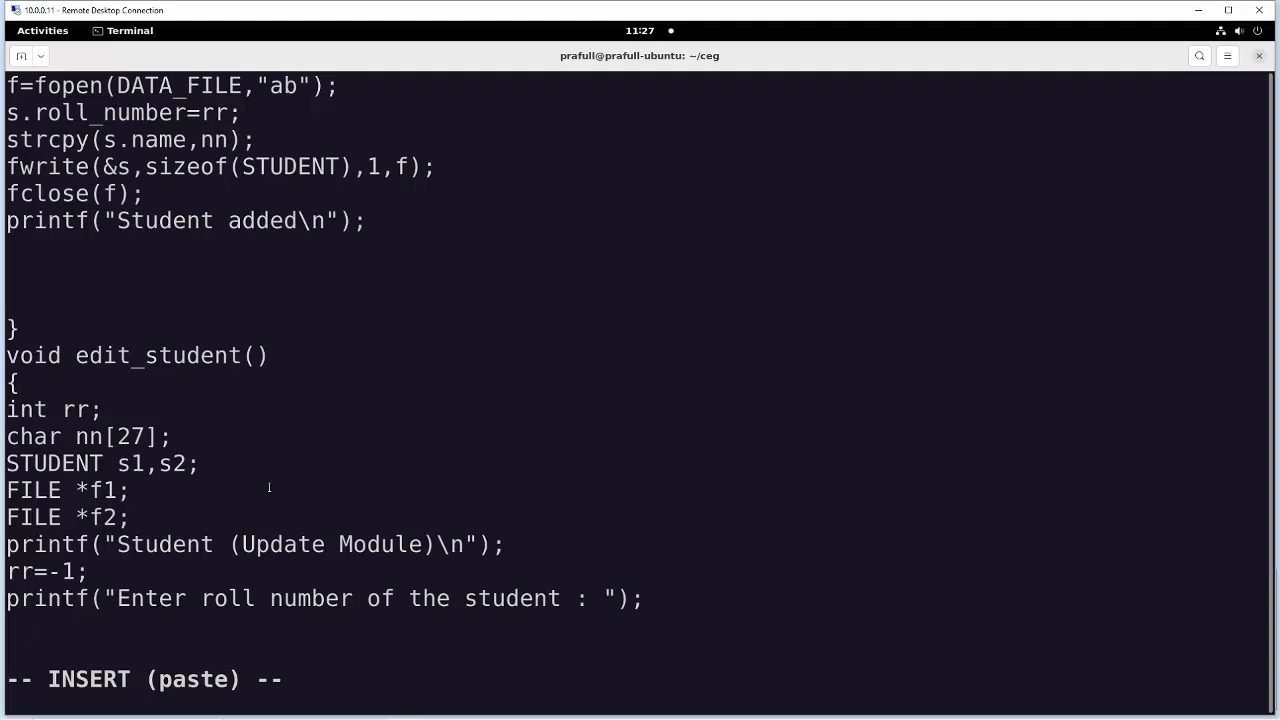 10.0.0.11 - Remote Desktop Connection
Activities Terminal 11:27
prafull@prafull-ubuntu: ~/ceg
f=fopen(DATA_FILE,"ab");
s.roll_number=rr;
strcpy(s.name,nn);
fwrite(&s,sizeof(STUDENT),1,f);
fclose(f);
printf("Student added\n");
}
void edit_student()
{
int rr;
char nn[27];
STUDENT s1,s2;
FILE *f1;
FILE *f2;
printf("Student (Update Module)\n");
rr=-1;
printf("Enter roll number of the student : ");
-- INSERT (paste) --